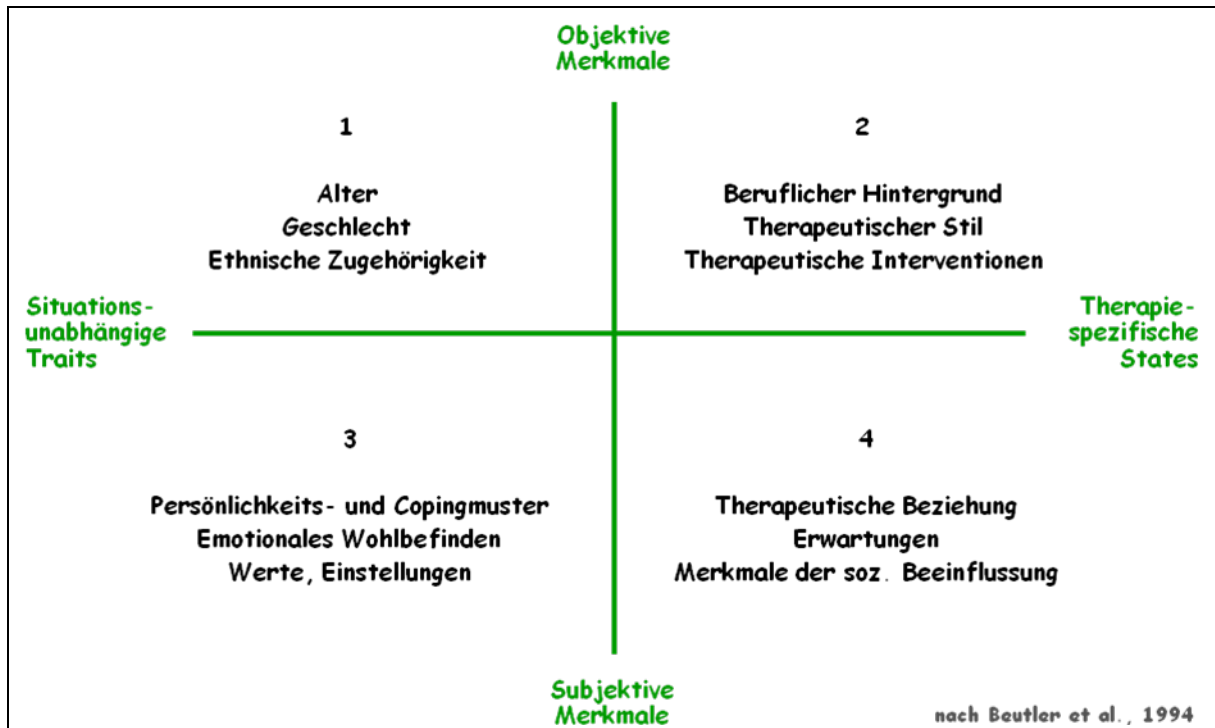 Objektive
Merkmale
1
Alter
Geschlecht
Ethnische Zugehörigkeit
2
Beruflicher Hintergrund
Therapeutischer Stil
Therapeutische Interventionen
Situations-
unabhängige
Traits
Therapie-
spezifische
States
3
Persönlichkeits- und Copingmuster
Emotionales Wohlbefinden
Werte, Einstellungen
4
Therapeutische Beziehung
Erwartungen
Merkmale der soz. Beeinflussung
Subjektive
Merkmale
nach Beutler et al., 1994